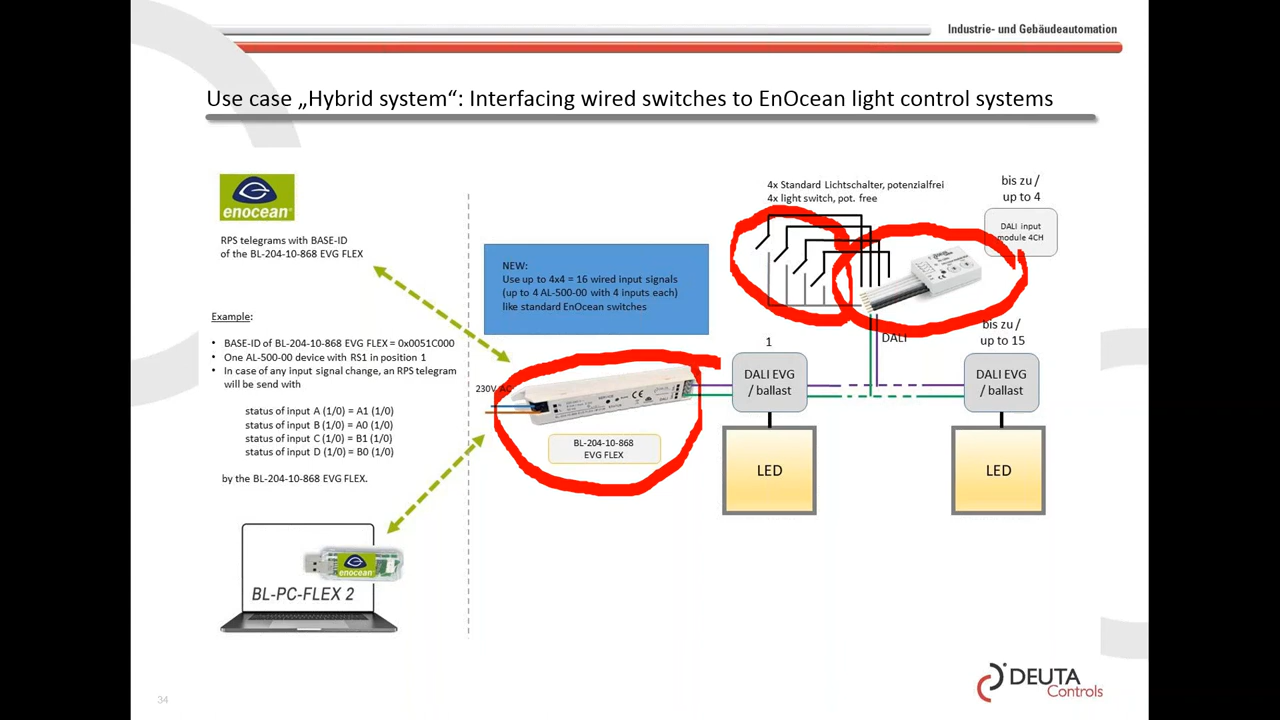 Industrie- und Gebäudeautomation
Use case „Hybrid system“: Interfacing wired switches to EnOcean light control systems
enocean®
RPS telegrams with BASE-ID
of the BL-204-10-868 EVG FLEX
Example:
• BASE-ID of BL-204-10-868 EVG FLEX = 0x0051C000
• One AL-500-00 device with RS1 in position 1
• In case of any input signal change, an RPS telegram
will be send with
status of input A (1/0) = A1 (1/0)
status of input B (1/0) = A0 (1/0)
status of input C (1/0) = B1 (1/0)
status of input D (1/0) = B0 (1/0)
by the BL-204-10-868 EVG FLEX.
enocean
BL-PC-FLEX 2
NEW:
Use up to 4x4 = 16 wired input signals
(up to 4 AL-500-00 with 4 inputs each)
like standard EnOcean switches
4x Standard Lichtschalter, potenzialfrei
4x light switch, pot. free
bis zu /
up to 4
DALI input
module 4CH
DALI
230V AC
CE
DALI
BL-204-10-868
EVG FLEX
1
DALI EVG
/ ballast
LED
bis zu /
up to 15
DALI EVG
/ ballast
LED
34
DEUTA
Controls